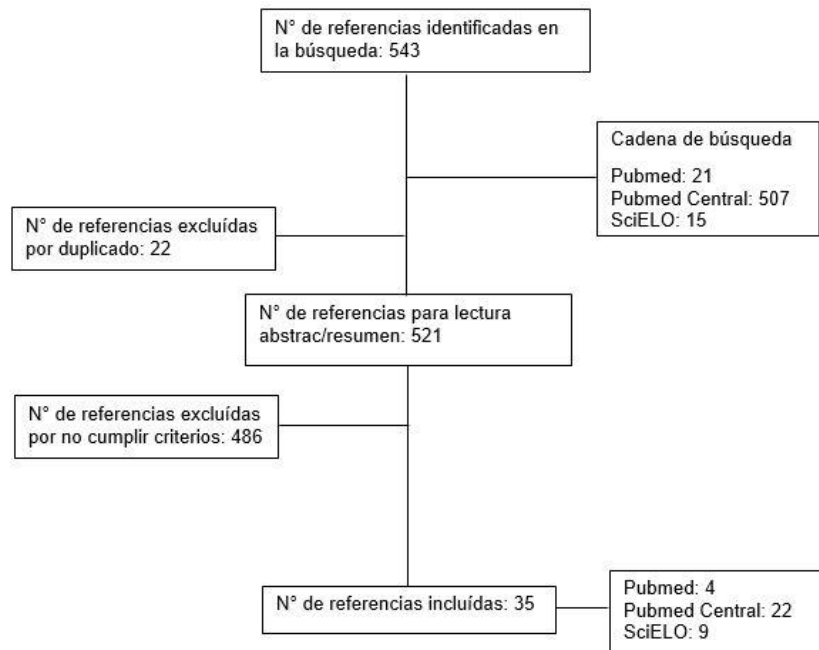 N° de referencias identificadas en
la búsqueda: 543
Cadena de búsqueda
Pubmed: 21
Pubmed Central: 507
SciELO: 15
N° de referencias excluídas
por duplicado: 22
N° de referencias para lectura
abstrac/resumen: 521
N° de referencias excluídas
por no cumplir criterios: 486
N° de referencias incluídas: 35
Pubmed: 4
Pubmed Central: 22
SciELO: 9